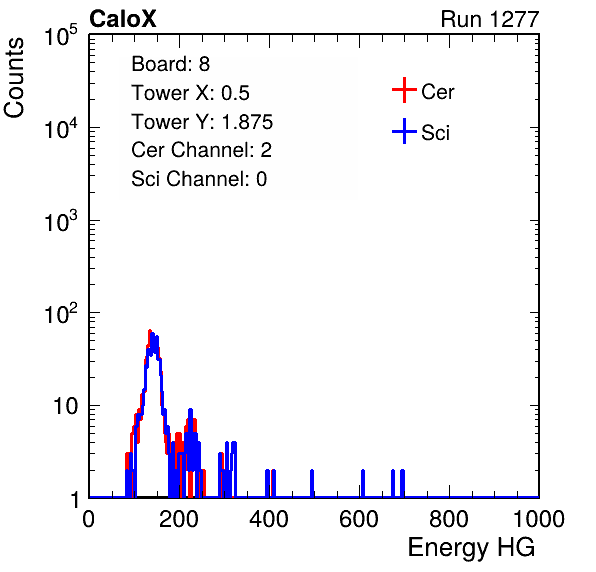 CaloX Run 1277
Counts
Board: 8
Tower X: 0.5
Tower Y: 1.875
Cer Channel: 2
Sci Channel: 0
Cer
Sci
10^5
10^4
10^3
10^2
10
1
0 200 400 600 800 1000
Energy HG